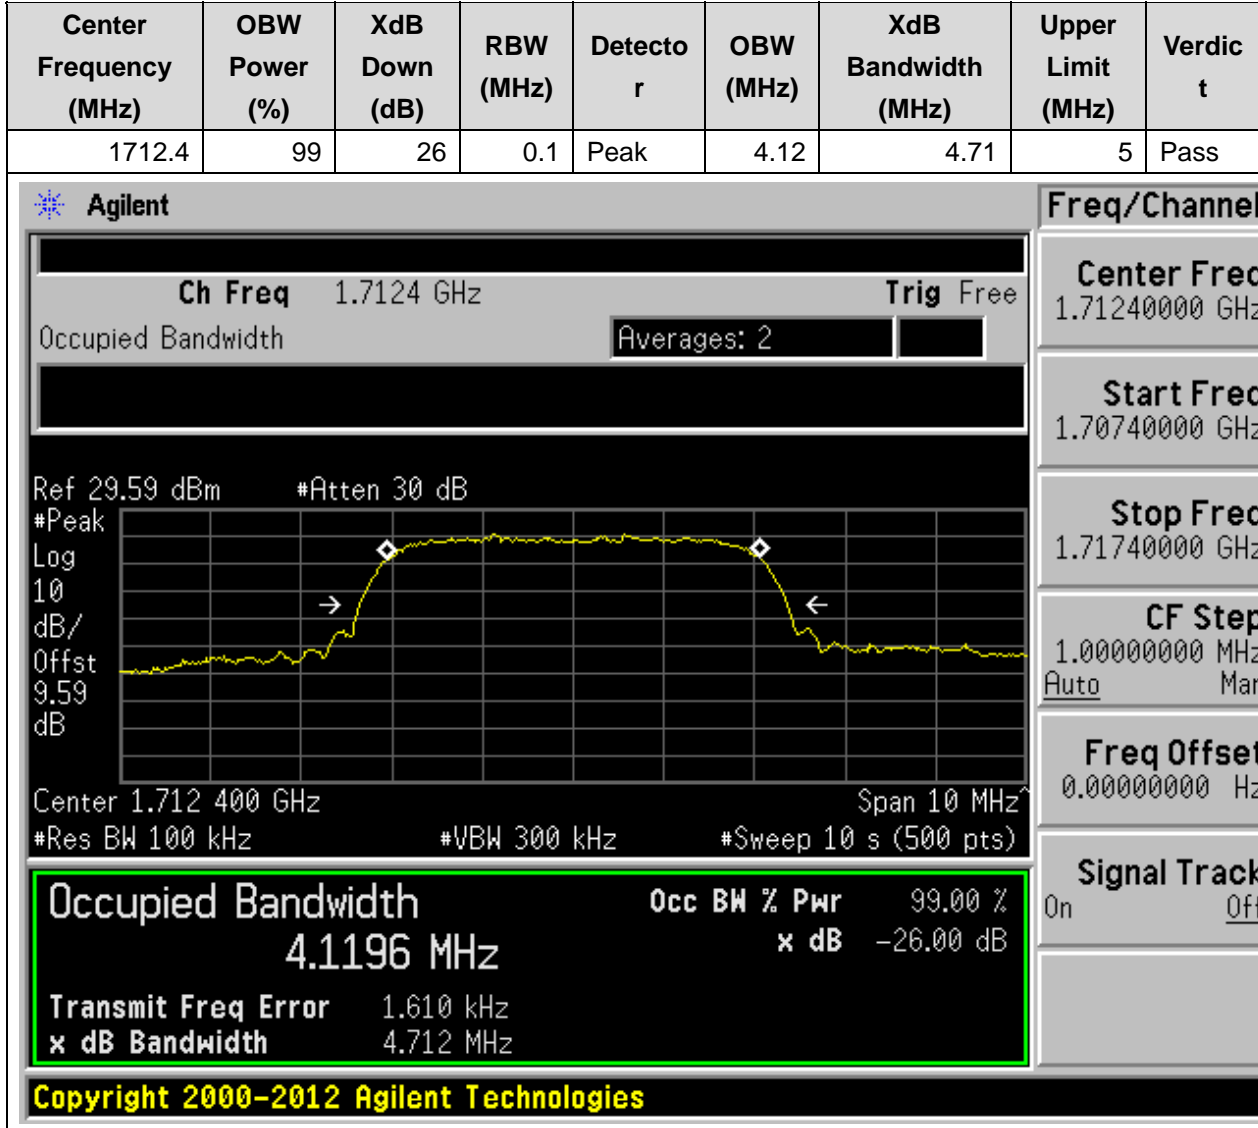 Center Frequency (MHz) OBW Power (%) XdB Down (dB) RBW (MHz) Detecto r OBW (MHz) XdB Bandwidth (MHz) Upper Limit (MHz) Verdic t
1712.4 99 26 0.1 Peak 4.12 4.71 5 Pass
Agilent
Ch Freq 1.7124 GHz Trig Free
Occupied Bandwidth Averages: 2
Ref 29.59 dBm #Atten 30 dB
#Peak
Log
10
dB/
Offst
9.59
dB
Center 1.712 400 GHz Span 10 MHz^
#Res BW 100 kHz #VBW 300 kHz #Sweep 10 s (500 pts)
Occupied Bandwidth Occ BW % Pwr 99.00 %
4.1196 MHz x dB -26.00 dB
Transmit Freq Error 1.610 kHz
x dB Bandwidth 4.712 MHz
Copyright 2000-2012 Agilent Technologies
Freq/Channel
Center Freq
1.71240000 GHz
Start Freq
1.70740000 GHz
Stop Freq
1.71740000 GHz
CF Step
1.00000000 MHz
Auto Man
Freq Offset
0.00000000 Hz
Signal Track
On Off